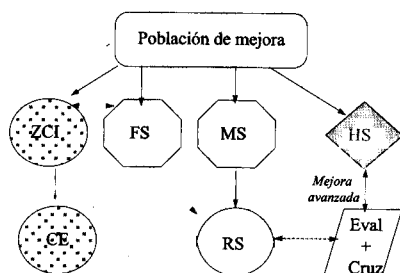 Población de mejora
ZCI
FS
MS
HS
Mejora
avanzada
CE
RS
Eval
+
Cruz